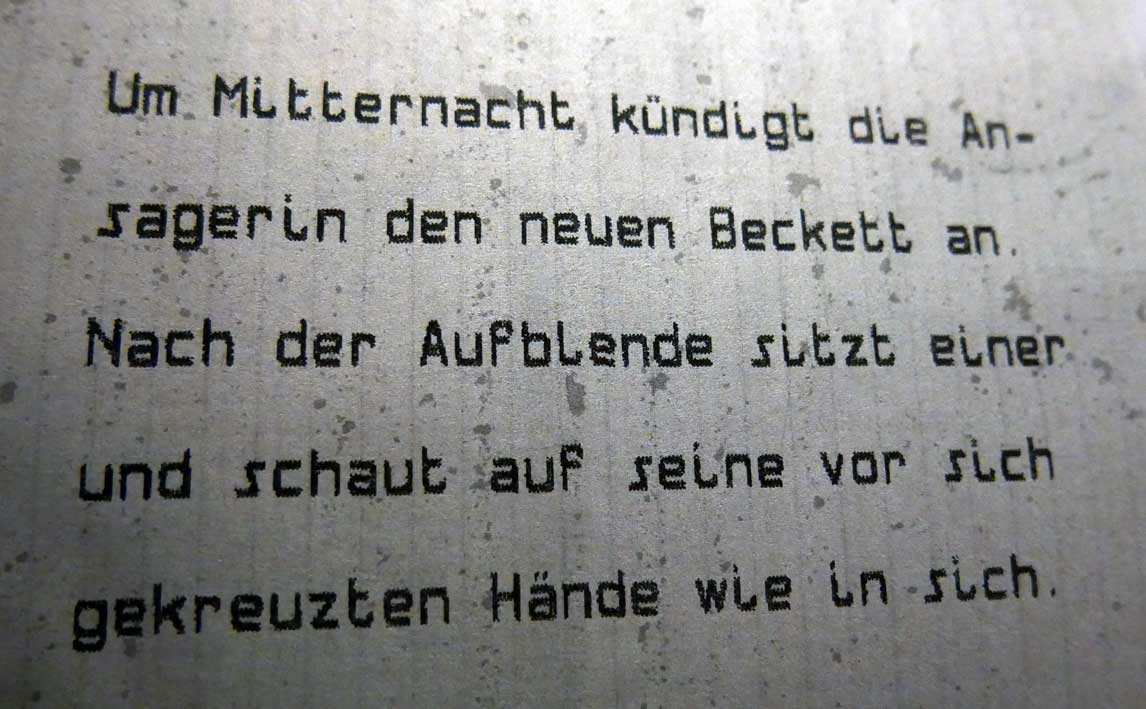 Um Mitternacht kündigt die An-
sagerin den neuen Beckett an.
Nach der Aufblende sitzt einer
und schaut auf seine vor sich
gekreuzten Hände wie in sich.